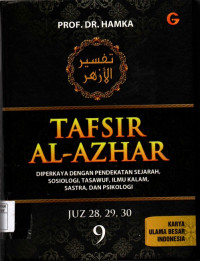 PROF. DR. HAMKA
G
تفسير
الأزهر
TAFSIR
AL-AZHAR
DIPERKAYA DENGAN PENDEKATAN SEJARAH,
SOSIOLOGI, TASAWUF, ILMU KALAM,
SASTRA, DAN PSIKOLOGI
JUZ 28, 29, 30
9
KARYA
ULAMA BESAR
INDONESIA